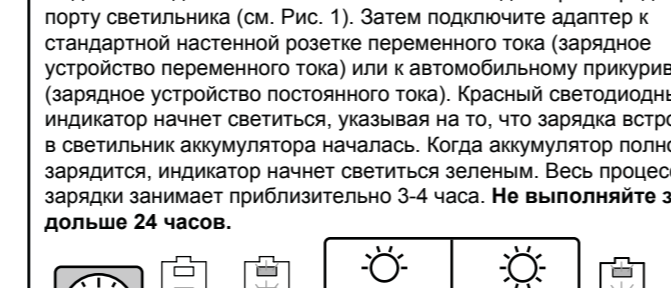 порту светильника (см. Рис. 1). Затем подключите адаптер к
стандартной настенной розетке переменного тока (зарядное
устройство переменного тока) или к автомобильному
(зарядное устройство постоянного тока). Красный
индикатор начнет светиться, указывая на то, что зарядка
в светильник аккумулятора началась. Когда аккумулятор
зарядится, индикатор начнет светиться зеленым. Весь
зарядки занимает приблизительно 3-4 часа. Не выполняйте
дольше 24 часов.